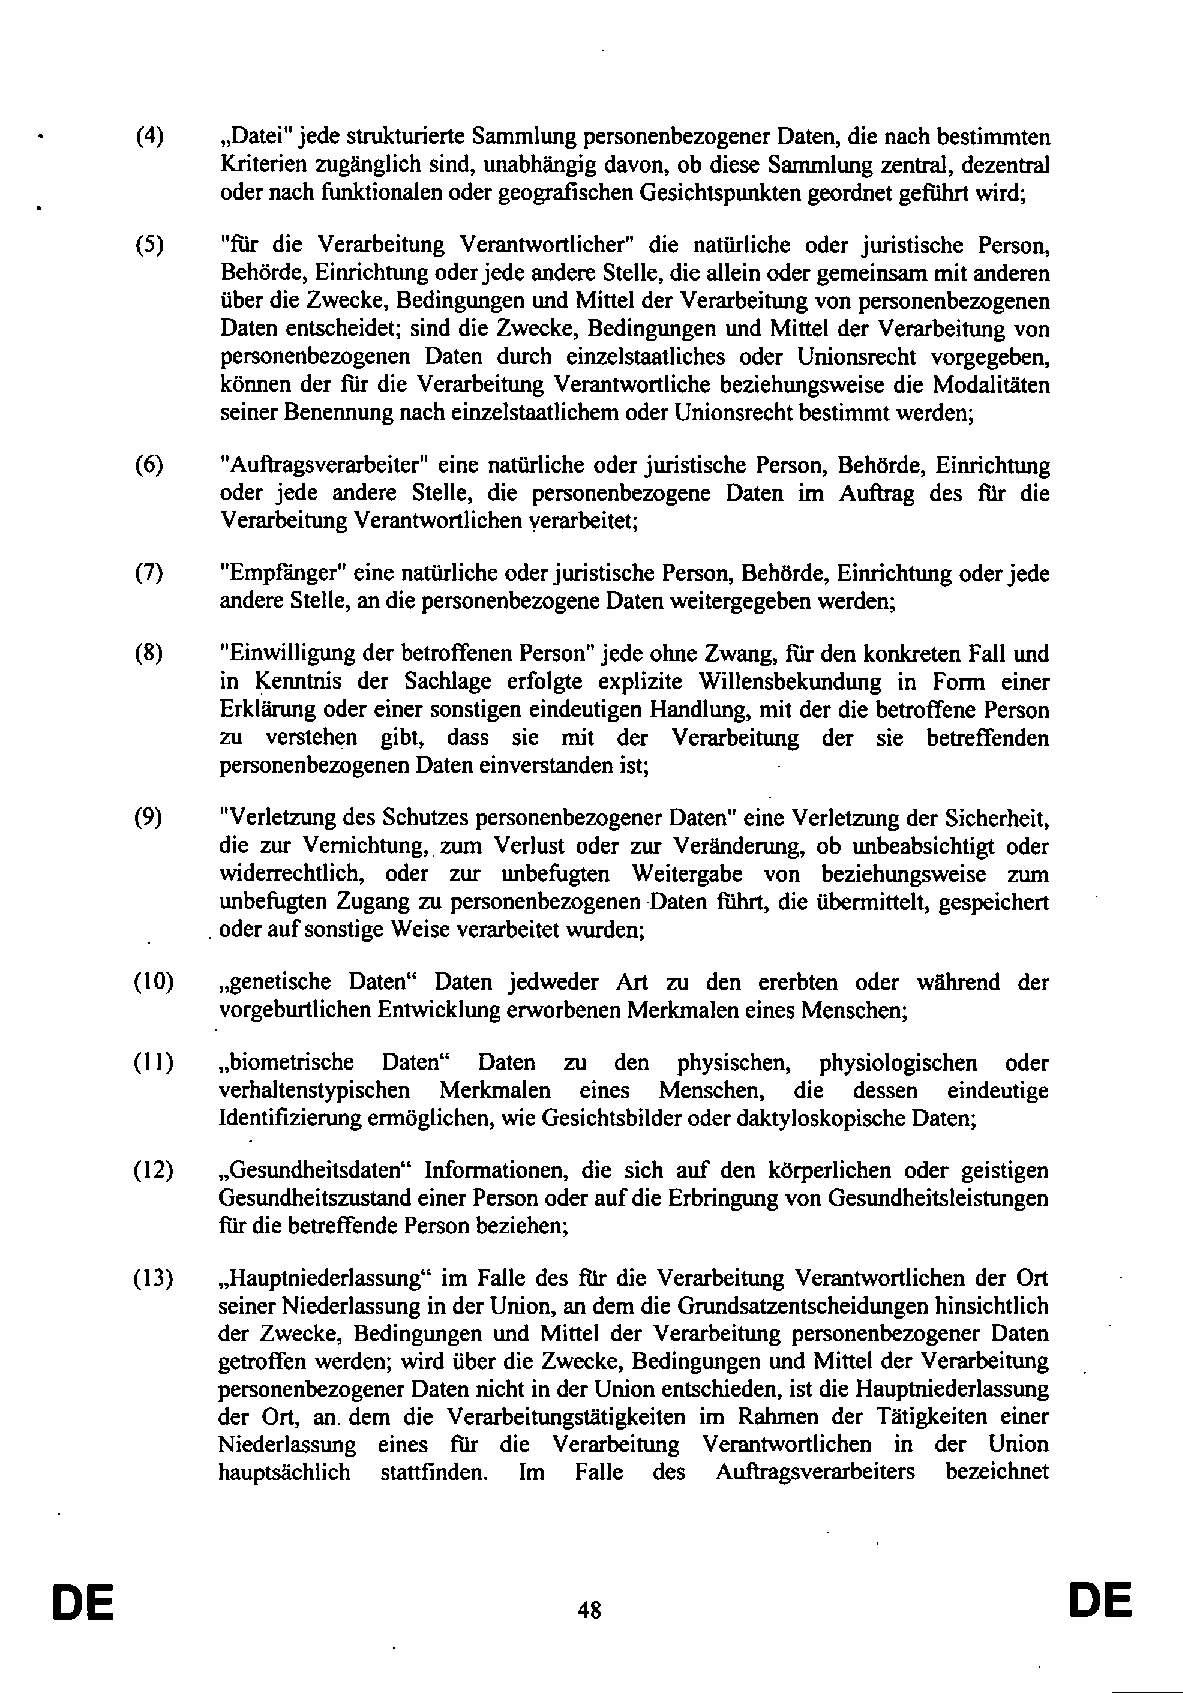 (4) „Datei" jede strukturierte Sammlung personenbezogener Daten, die nach bestimmten
Kriterien zugänglich sind, unabhängig davon, ob diese Sammlung zentral, dezentral
oder nach funktionalen oder geografischen Gesichtspunkten geordnet geführt wird;
(5) "für die Verarbeitung Verantwortlicher" die natürliche oder juristische Person,
Behörde, Einrichtung oder jede andere Stelle, die allein oder gemeinsam mit anderen
über die Zwecke, Bedingungen und Mittel der Verarbeitung von personenbezogenen
Daten entscheidet; sind die Zwecke, Bedingungen und Mittel der Verarbeitung von
personenbezogenen Daten durch einzelstaatliches oder Unionsrecht vorgegeben,
können der für die Verarbeitung Verantwortliche beziehungsweise die Modalitäten
seiner Benennung nach einzelstaatlichem oder Unionsrecht bestimmt werden;
(6) "Auftragsverarbeiter" eine natürliche oder juristische Person, Behörde, Einrichtung
oder jede andere Stelle, die personenbezogene Daten im Auftrag des für die
Verarbeitung Verantwortlichen verarbeitet;
(7) "Empfänger" eine natürliche oder juristische Person, Behörde, Einrichtung oder jede
andere Stelle, an die personenbezogene Daten weitergegeben werden;
(8) "Einwilligung der betroffenen Person" jede ohne Zwang, für den konkreten Fall und
in Kenntnis der Sachlage erfolgte explizite Willensbekundung in Form einer
Erklärung oder einer sonstigen eindeutigen Handlung, mit der die betroffene Person
zu verstehen gibt, dass sie mit der Verarbeitung der sie betreffenden
personenbezogenen Daten einverstanden ist;
(9) "Verletzung des Schutzes personenbezogener Daten" eine Verletzung der Sicherheit,
die zur Vernichtung, zum Verlust oder zur Veränderung, ob unbeabsichtigt oder
widerrechtlich, oder zur unbefugten Weitergabe von beziehungsweise zum
unbefugten Zugang zu personenbezogenen Daten führt, die übermittelt, gespeichert
oder auf sonstige Weise verarbeitet wurden;
(10) „genetische Daten“ Daten jedweder Art zu den ererbten oder während der
vorgeburtlichen Entwicklung erworbenen Merkmalen eines Menschen;
(11) „biometrische Daten“ Daten zu den physischen, physiologischen oder
verhaltenstypischen Merkmalen eines Menschen, die dessen eindeutige
Identifizierung ermöglichen, wie Gesichtsbilder oder daktyloskopische Daten;
(12) „Gesundheitsdaten“ Informationen, die sich auf den körperlichen oder geistigen
Gesundheitszustand einer Person oder auf die Erbringung von Gesundheitsleistungen
für die betreffende Person beziehen;
(13) „Hauptniederlassung“ im Falle des für die Verarbeitung Verantwortlichen der Ort
seiner Niederlassung in der Union, an dem die Grundsatzentscheidungen hinsichtlich
der Zwecke, Bedingungen und Mittel der Verarbeitung personenbezogener Daten
getroffen werden; wird über die Zwecke, Bedingungen und Mittel der Verarbeitung
personenbezogener Daten nicht in der Union entschieden, ist die Hauptniederlassung
der Ort, an dem die Verarbeitungstätigkeiten im Rahmen der Tätigkeiten einer
Niederlassung eines für die Verarbeitung Verantwortlichen in der Union
hauptsächlich stattfinden. Im Falle des Auftragsverarbeiters bezeichnet
DE 48 DE